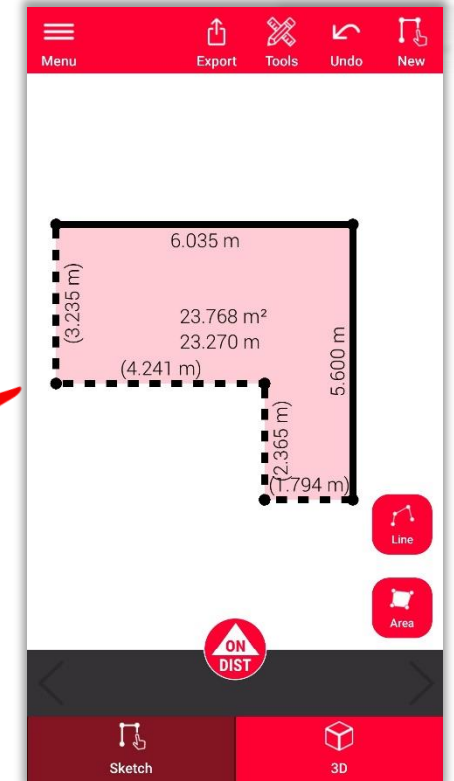 Menu
Export
Tools
Undo
New
6.035 m
(3.235 m)
23.768 m²
23.270 m
5.600 m
(4.241 m)
(2.365 m)
(1.794 m)
Line
Area
ON
DIST
Sketch
3D